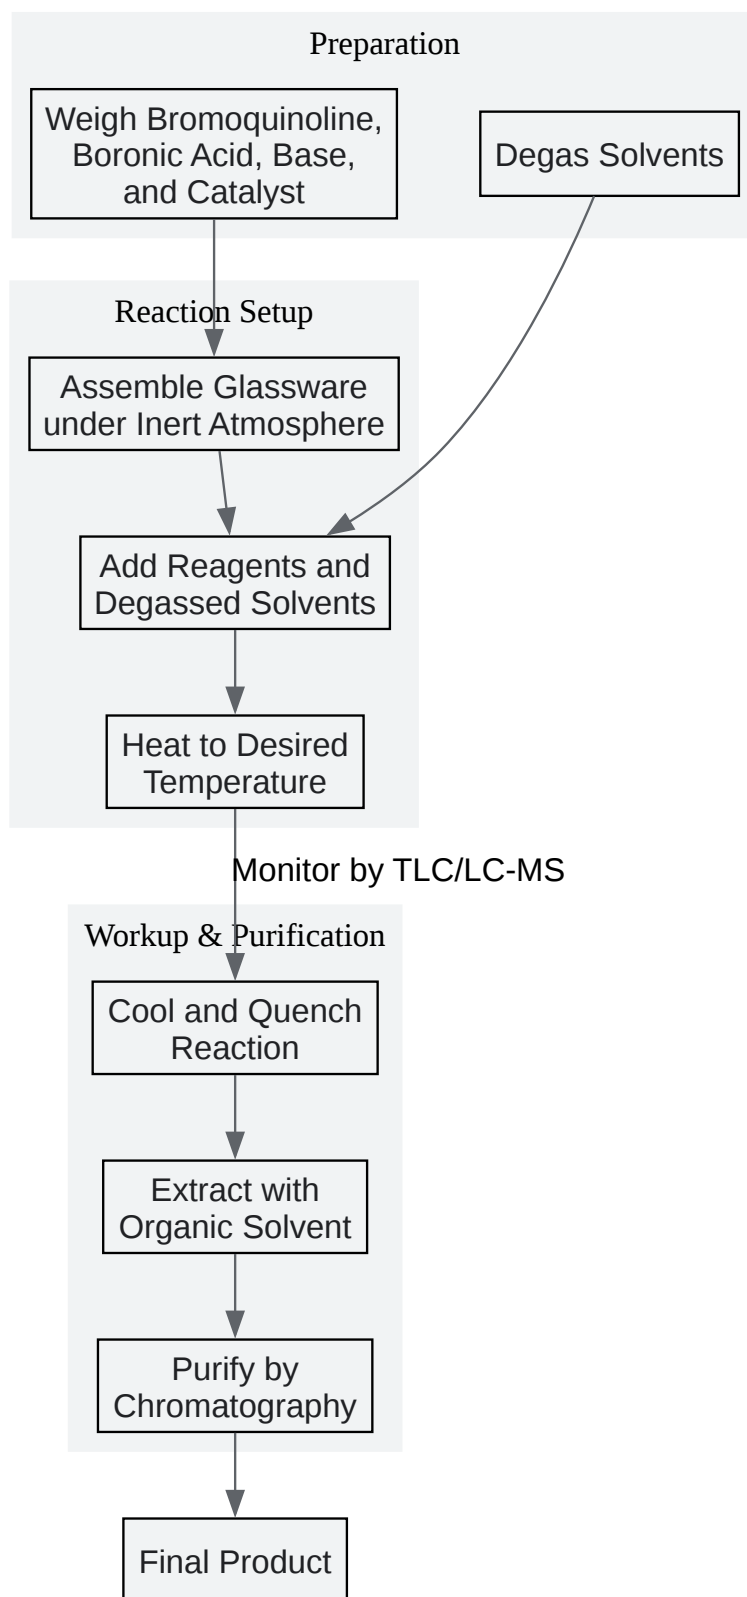 Preparation
Weigh Bromoquinoline,
Boronic Acid, Base,
and Catalyst
Degas Solvents
Reaction Setup
Assemble Glassware
under Inert Atmosphere
Add Reagents and
Degassed Solvents
Heat to Desired
Temperature
Monitor by TLC/LC-MS
Workup & Purification
Cool and Quench
Reaction
Extract with
Organic Solvent
Purify by
Chromatography
Final Product